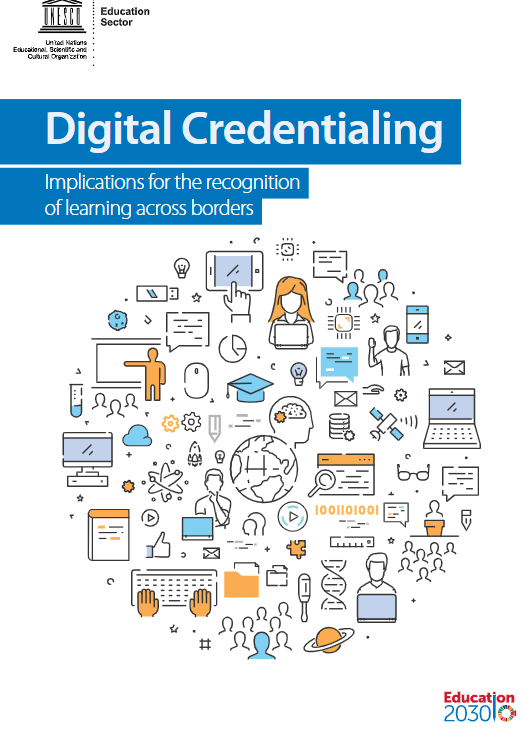 UNESCO
Education
Sector
United Nations
Educational, Scientific and
Cultural Organization
Digital Credentialing
Implications for the recognition
of learning across borders
1001101001
Education
2030